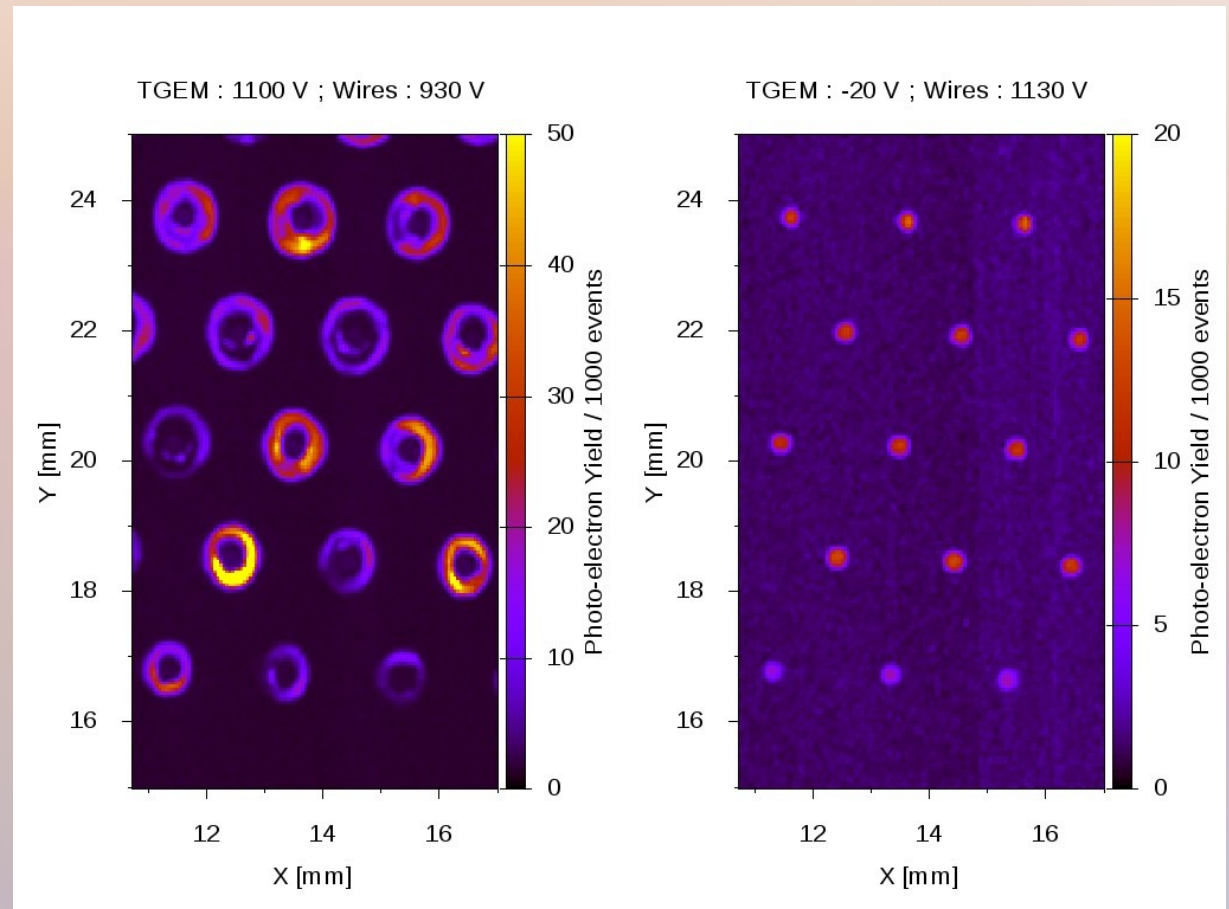 TGEM : 1100 V ; Wires : 930 V
50
40
30
20
10
0
Photo-electron Yield / 1000 events
24
22
20
18
16
Y [mm]
12 14 16
X [mm]
TGEM : -20 V ; Wires : 1130 V
20
15
10
5
0
Photo-electron Yield / 1000 events
24
22
20
18
16
Y [mm]
12 14 16
X [mm]